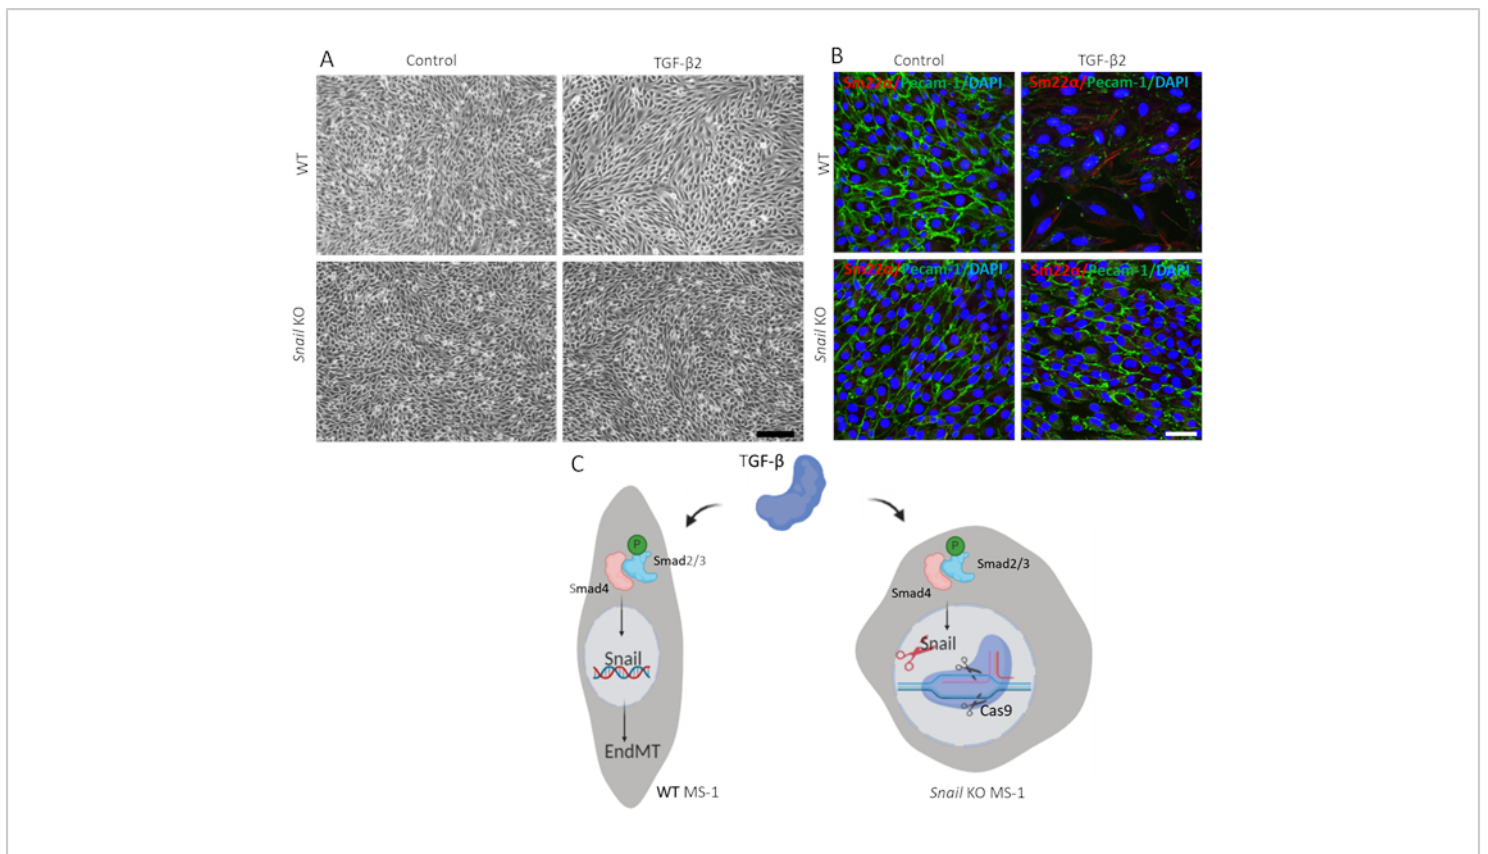 A
Control
TGF-β2
WT
Snail KO
B
Control
TGF-β2
WT
Snail KO
Sm22α/Pecam-1/DAPI
Sm22α/Pecam-1/DAPI
Sm22α/Pecam-1/DAPI
Sm22α/Pecam-1/DAPI
C
TGF-β
P
Smad2/3
Smad4
Snail
EndMT
WT MS-1
P
Smad2/3
Smad4
Snail
Cas9
Snail KO MS-1